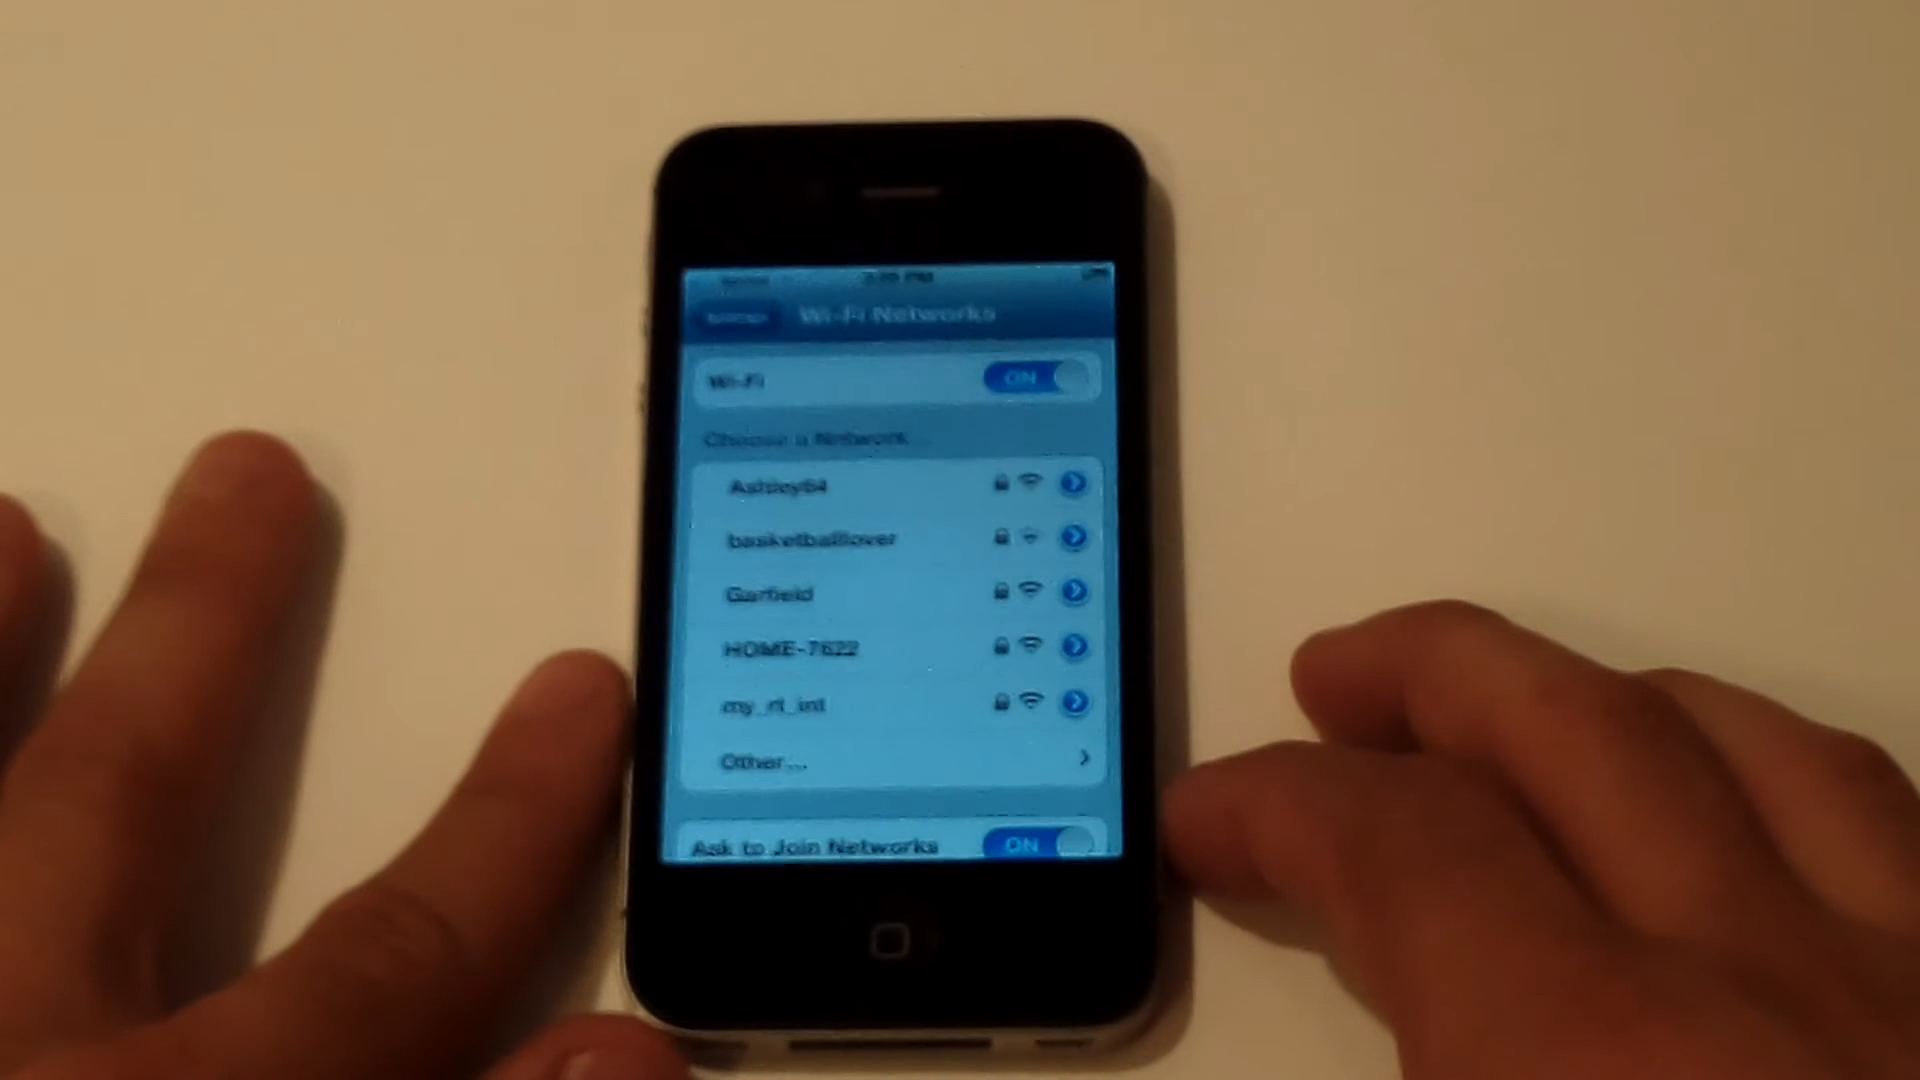 Wi-Fi Networks
Wi-Fi ON
Choose a Network...
Ashley64
basketballlover
Garfield
HOME-7622
my_rt_int
Other...
Ask to Join Networks ON